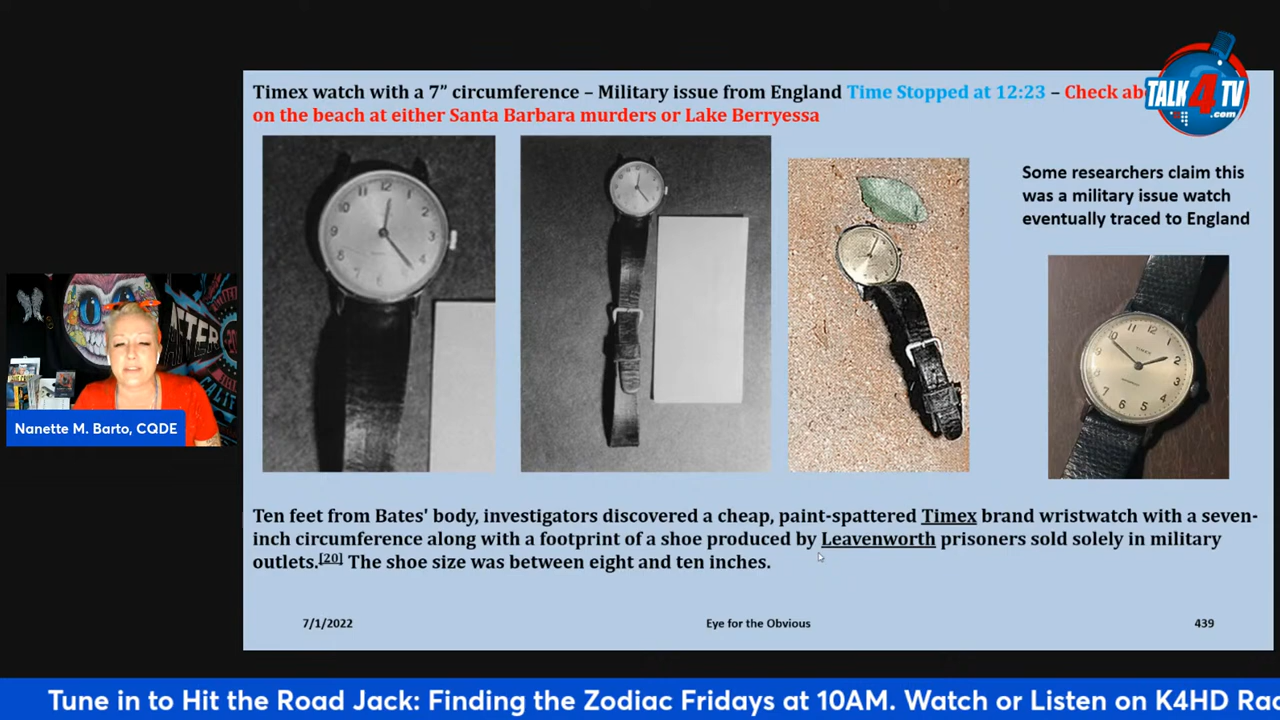 TALK 4 TV
.com
Timex watch with a 7” circumference – Military issue from England Time Stopped at 12:23 – Check
on the beach at either Santa Barbara murders or Lake Berryessa
Some researchers claim this
was a military issue watch
eventually traced to England
AFTER
CALIF
Nanette M. Barto, CQDE
Ten feet from Bates' body, investigators discovered a cheap, paint-spattered Timex brand wristwatch with a seven-
inch circumference along with a footprint of a shoe produced by Leavenworth prisoners sold solely in military
outlets.[20] The shoe size was between eight and ten inches.
7/1/2022 Eye for the Obvious 439
Tune in to Hit the Road Jack: Finding the Zodiac Fridays at 10AM. Watch or Listen on K4HD